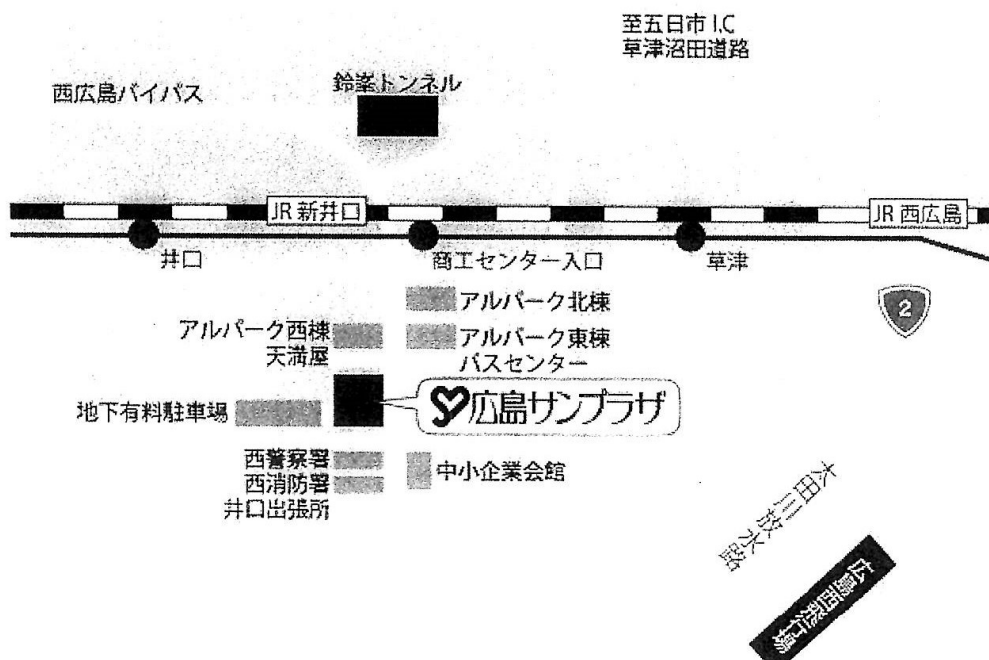 至五日市 I.C
草津沼田道路
西広島バイパス
鈴峯トンネル
JR 新井口
JR 西広島
井口
商工センター入口
草津
2
アルパーク北棟
アルパーク西棟
天満屋
アルパーク東棟
バスセンター
地下有料駐車場
広島サンプラザ
西警察署
西消防署
井口出張所
中小企業会館
太田川放水路
広島西飛行場